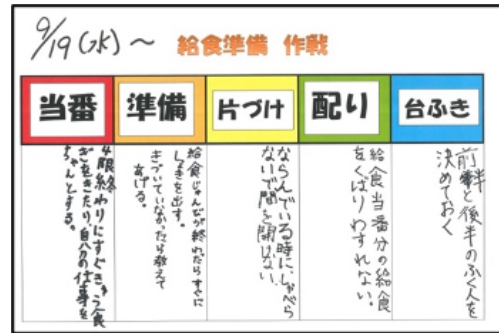 9/19(水)～ 給食準備 作戦
当番
準備
片づけ
配り
台ふき
4限終わりにすぐきゅう食
ぎをきたり、自分の仕事を
ちゃんとする。
給食じゅんびが終わったらすぐに
しょきを出す。
きづいていなかったら教えて
あげる。
ならんでいる時に、しゃべら
ないで間を開けない。
給食当番分の給食
をくばりわすれない。
前半と後半のふく人を
決めておく